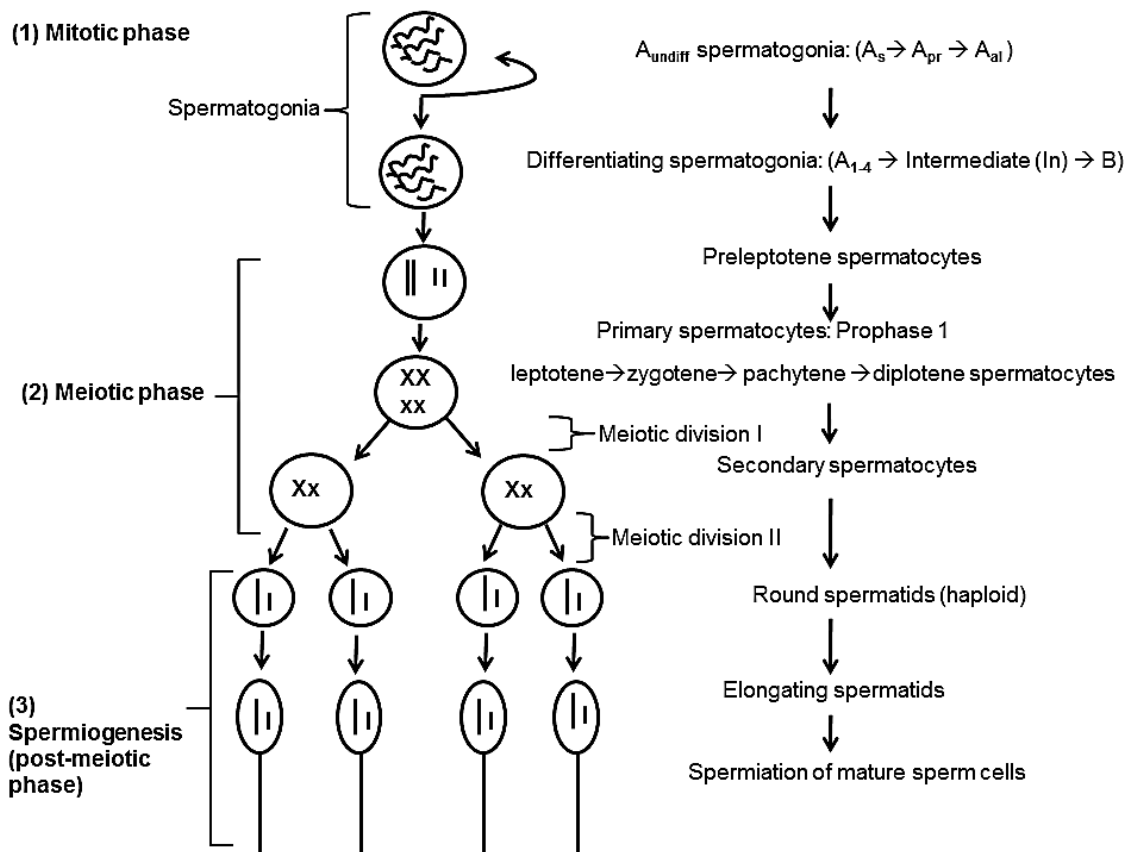 (1) Mitotic phase
Spermatogonia
A undiff spermatogonia: (As→ Apr → Aal )
Differentiating spermatogonia: (A1-4 → Intermediate (In) → B)
Preleptotene spermatocytes
Primary spermatocytes: Prophase 1
leptotene→zygotene→ pachytene →diplotene spermatocytes
(2) Meiotic phase
XX
xx
Meiotic division I
Secondary spermatocytes
Xx
Xx
Meiotic division II
Round spermatids (haploid)
Elongating spermatids
(3)
Spermiogenesis
(post-meiotic
phase)
Spermiation of mature sperm cells